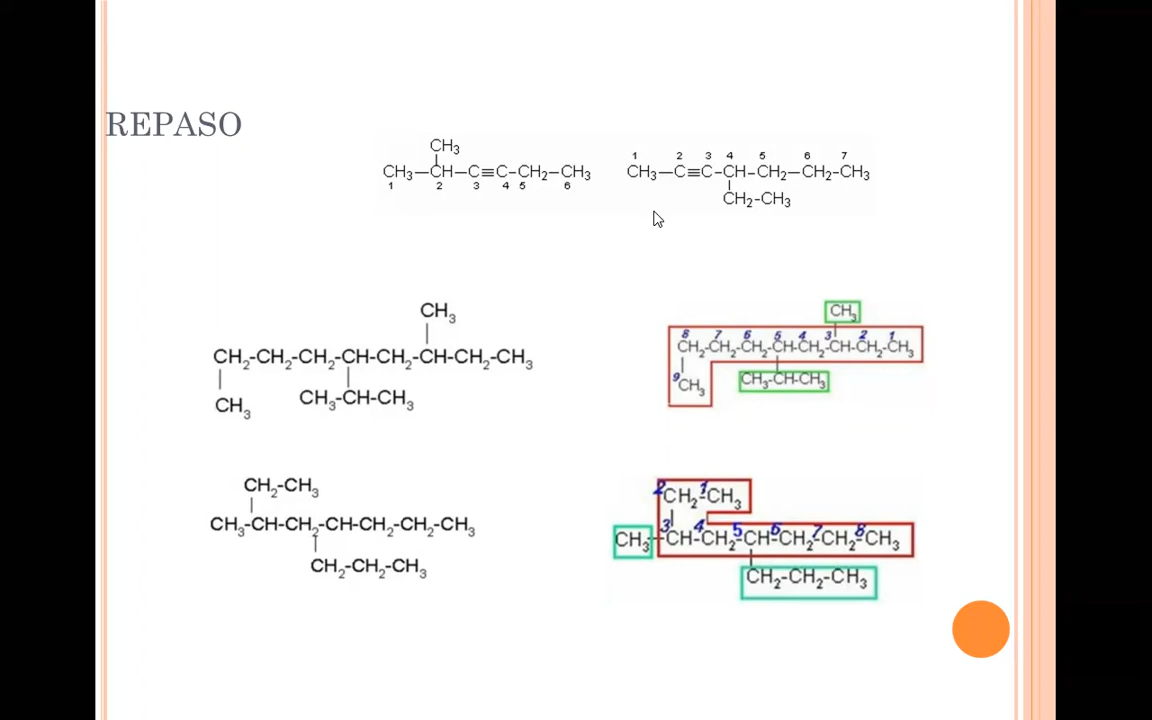 REPASO
CH3
CH3—CH—C≡C-CH2-CH3
1 2 3 4 5 6
1 2 3 4 5 6 7
CH3—C≡C-CH-CH2-CH2-CH3
CH2-CH3
CH3
CH2-CH2-CH2-CH-CH2-CH-CH2-CH3
CH3 CH3-CH-CH3
CH3
8 7 6 5 4 3 2 1
CH2-CH2-CH2-CH-CH2-CH-CH2-CH3
9 CH3 CH3-CH-CH3
CH2-CH3
CH3-CH-CH2-CH-CH2-CH2-CH3
CH2-CH2-CH3
2 1
CH2-CH3
3 4 5 6 7 8
CH3-CH-CH2-CH-CH2-CH2-CH3
CH2-CH2-CH3